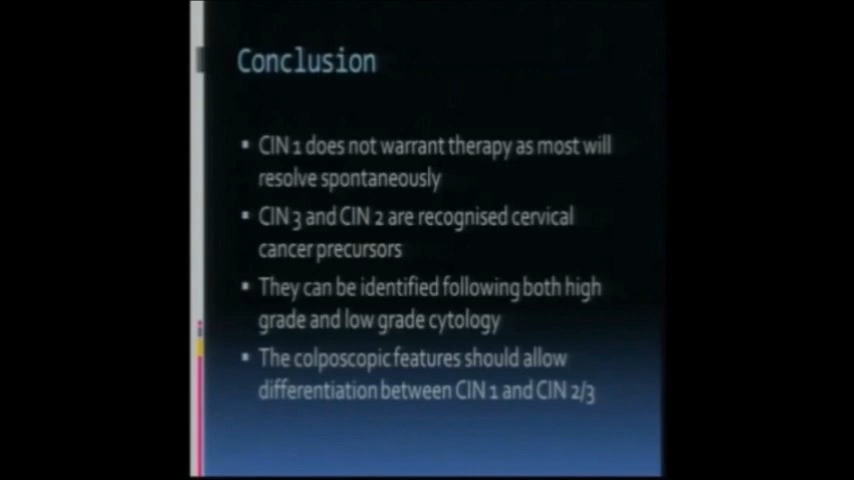 Conclusion
▪ CIN 1 does not warrant therapy as most will
resolve spontaneously
▪ CIN 3 and CIN 2 are recognised cervical
cancer precursors
▪ They can be identified following both high
grade and low grade cytology
▪ The colposcopic features should allow
differentiation between CIN 1 and CIN 2/3